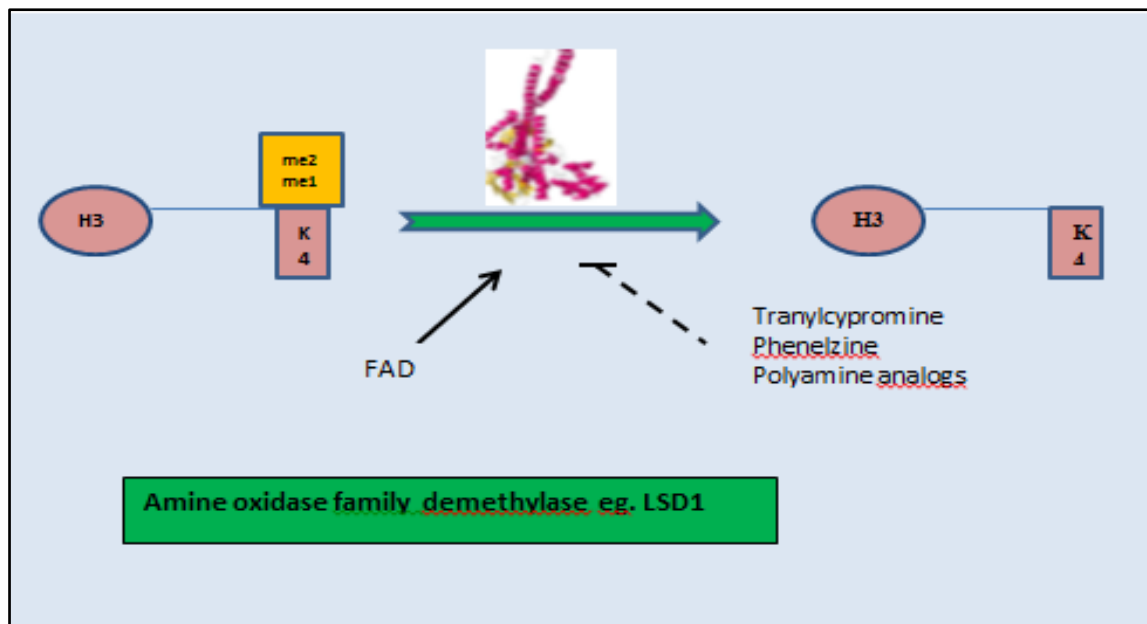 me2
me1
H3
K
4
H3
K
4
FAD
Tranylcypromine
Phenelzine
Polyamine analogs
Amine oxidase family demethylase eg. LSD1